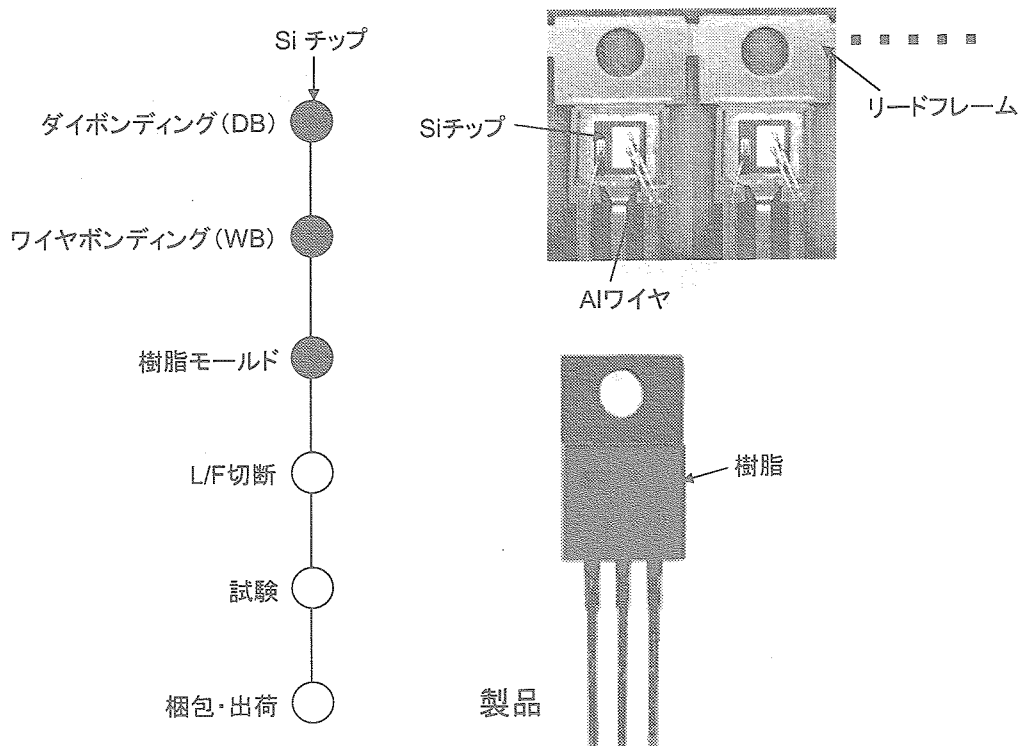 Si チップ
ダイボンディング(DB)
ワイヤボンディング(WB)
樹脂モールド
L/F切断
試験
梱包・出荷
Siチップ
リードフレーム
Alワイヤ
樹脂
製品